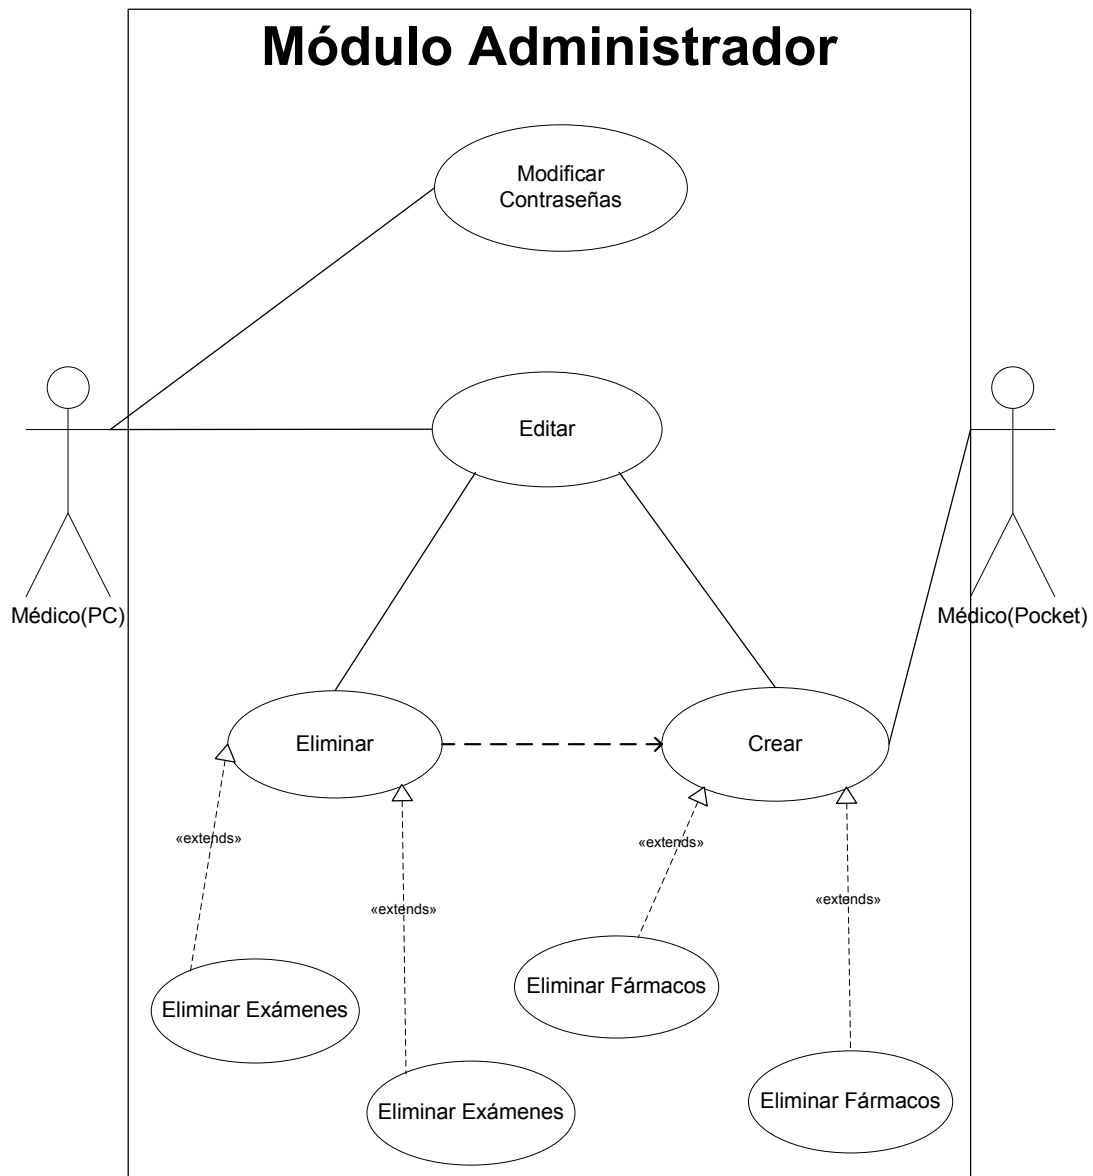 Módulo Administrador
Modificar
Contraseñas
Editar
Médico(PC)
Médico(Pocket)
Eliminar
Crear
«extends»
«extends»
«extends»
«extends»
Eliminar Exámenes
Eliminar Fármacos
Eliminar Exámenes
Eliminar Fármacos